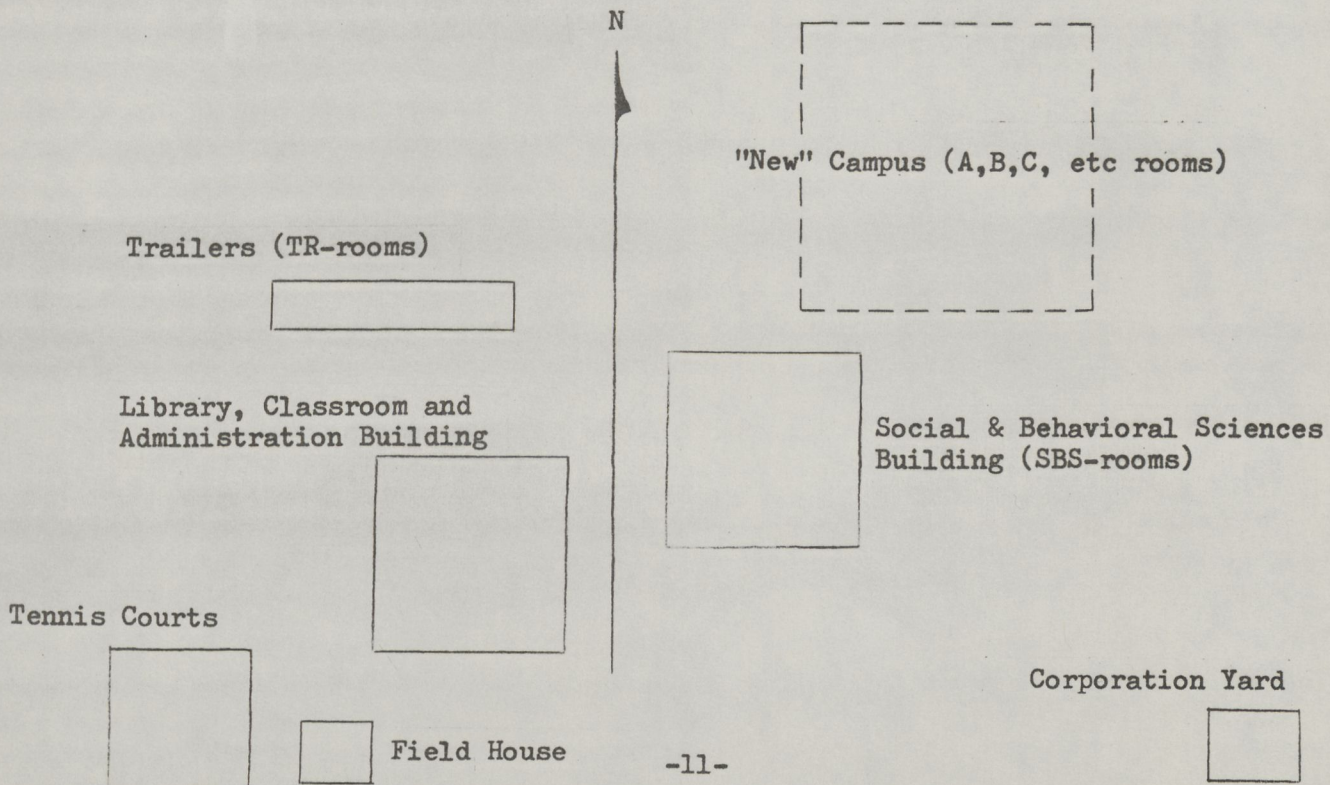 N
"New" Campus (A,B,C, etc rooms)
Trailers (TR-rooms)
Library, Classroom and
Administration Building
Social & Behavioral Sciences
Building (SBS-rooms)
Tennis Courts
Corporation Yard
Field House
-11-